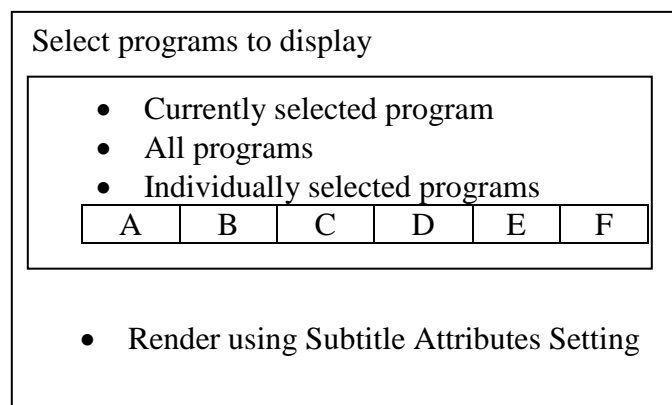 Select programs to display
• Currently selected program
• All programs
• Individually selected programs
A B C D E F
• Render using Subtitle Attributes Setting